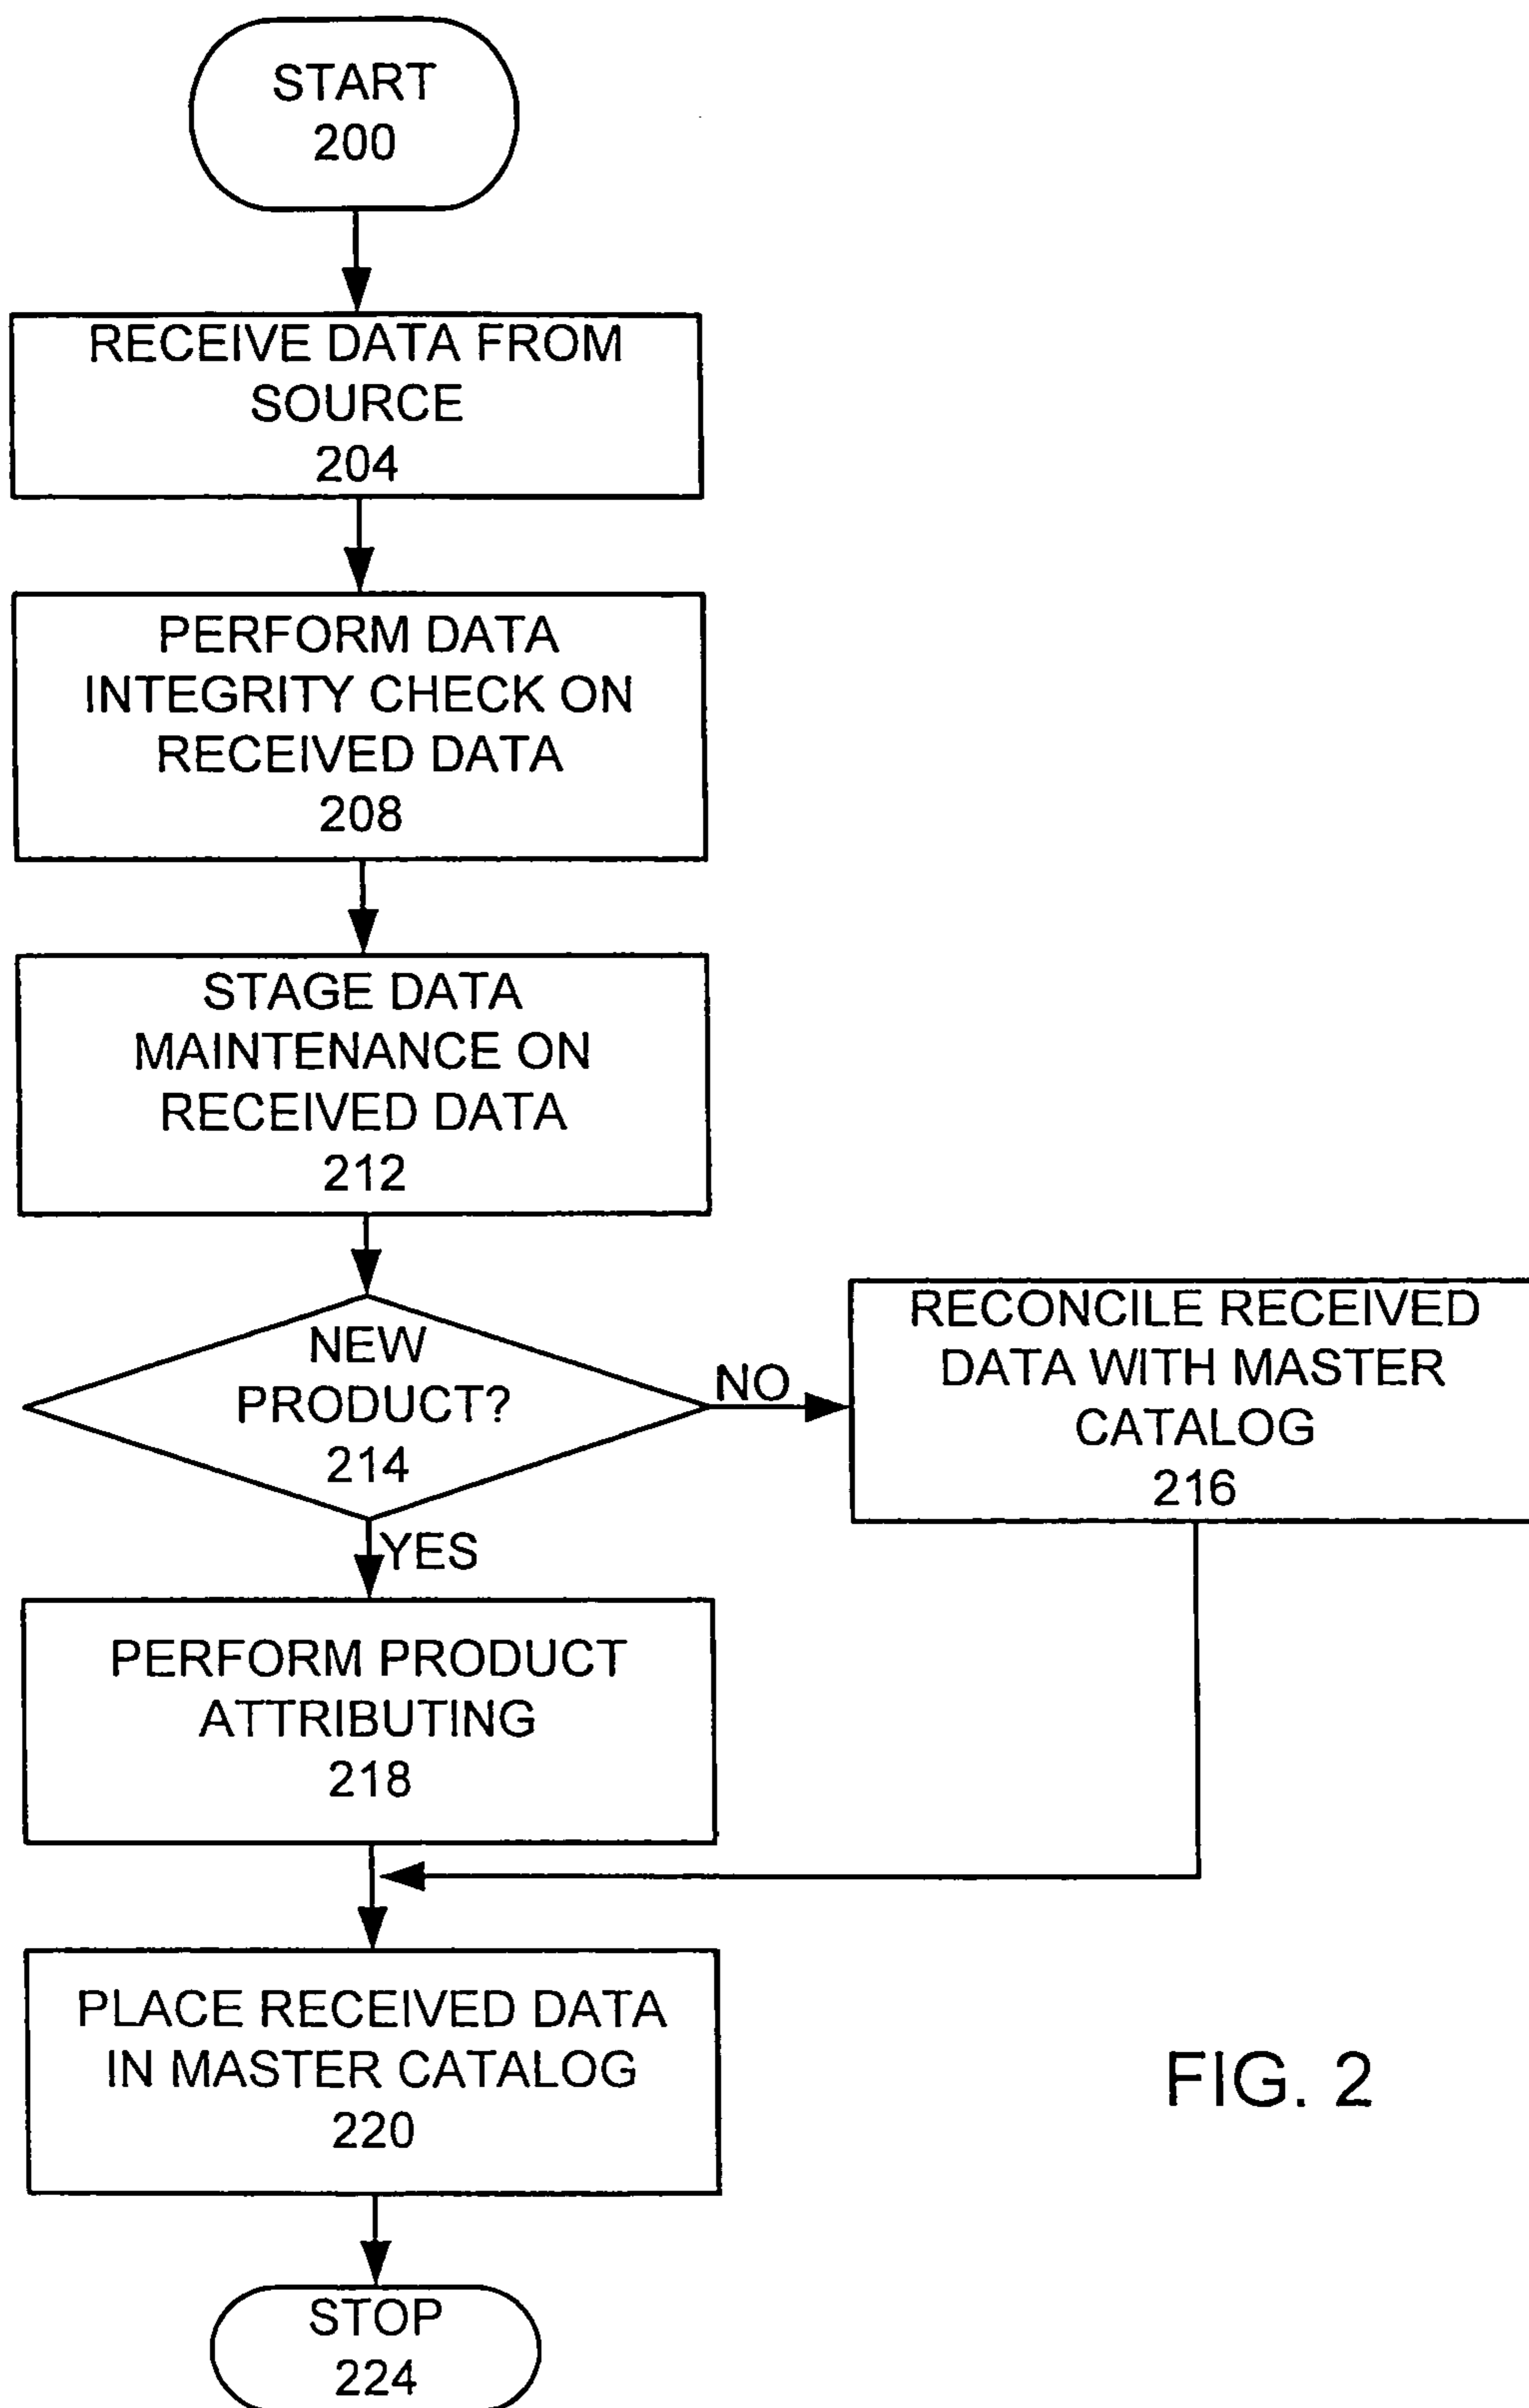 START
200
RECEIVE DATA FROM
SOURCE
204
PERFORM DATA
INTEGRITY CHECK ON
RECEIVED DATA
208
STAGE DATA
MAINTENANCE ON
RECEIVED DATA
212
NEW
PRODUCT?
214
NO
RECONCILE RECEIVED
DATA WITH MASTER
CATALOG
216
YES
PERFORM PRODUCT
ATTRIBUTING
218
PLACE RECEIVED DATA
IN MASTER CATALOG
220
FIG. 2
STOP
224